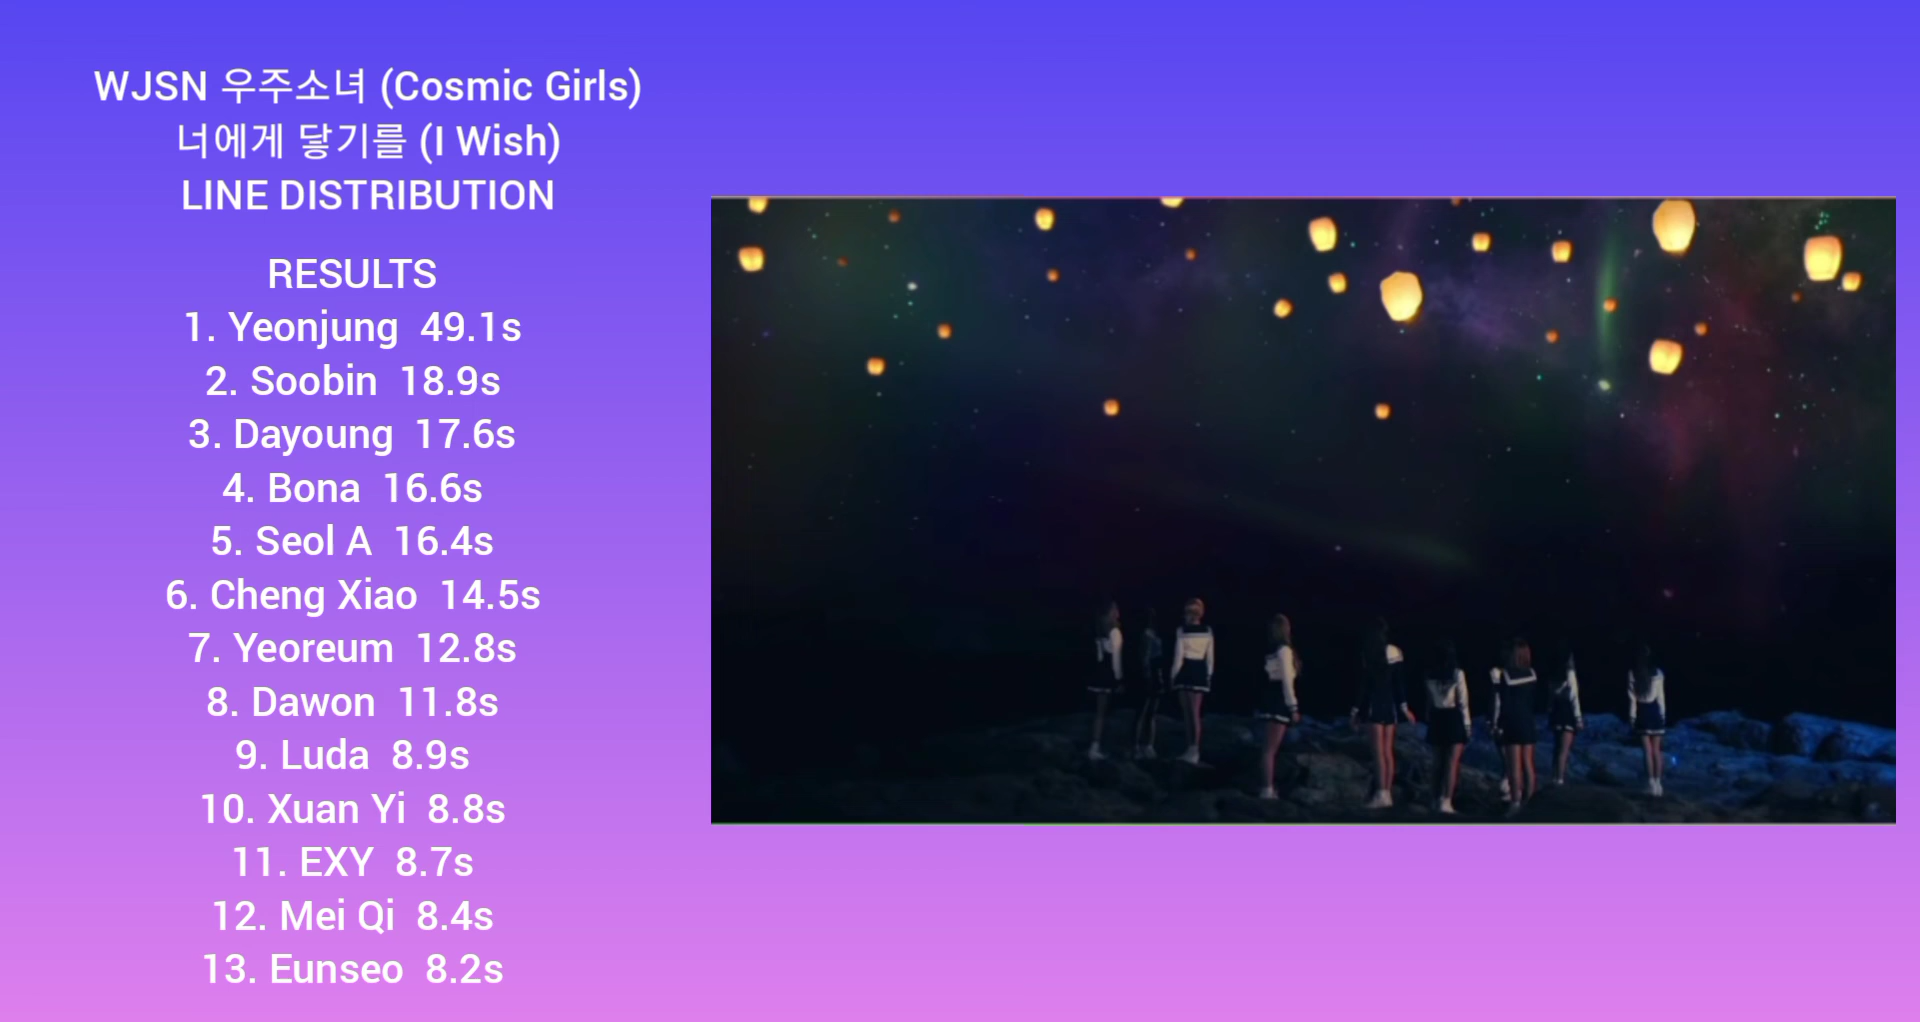 WJSN 우주소녀 (Cosmic Girls)
너에게 닿기를 (I Wish)
LINE DISTRIBUTION
RESULTS
1. Yeonjung 49.1s
2. Soobin 18.9s
3. Dayoung 17.6s
4. Bona 16.6s
5. Seol A 16.4s
6. Cheng Xiao 14.5s
7. Yeoreum 12.8s
8. Dawon 11.8s
9. Luda 8.9s
10. Xuan Yi 8.8s
11. EXY 8.7s
12. Mei Qi 8.4s
13. Eunseo 8.2s